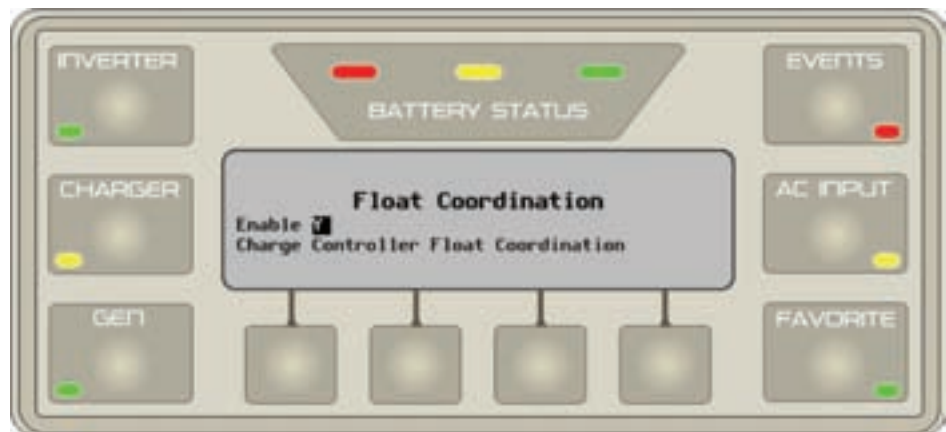 INVERTER
BATTERY STATUS
EVENTS
CHARGER
AC INPUT
GEN
FAVORITE
Float Coordination
Enable Y
Charge Controller Float Coordination